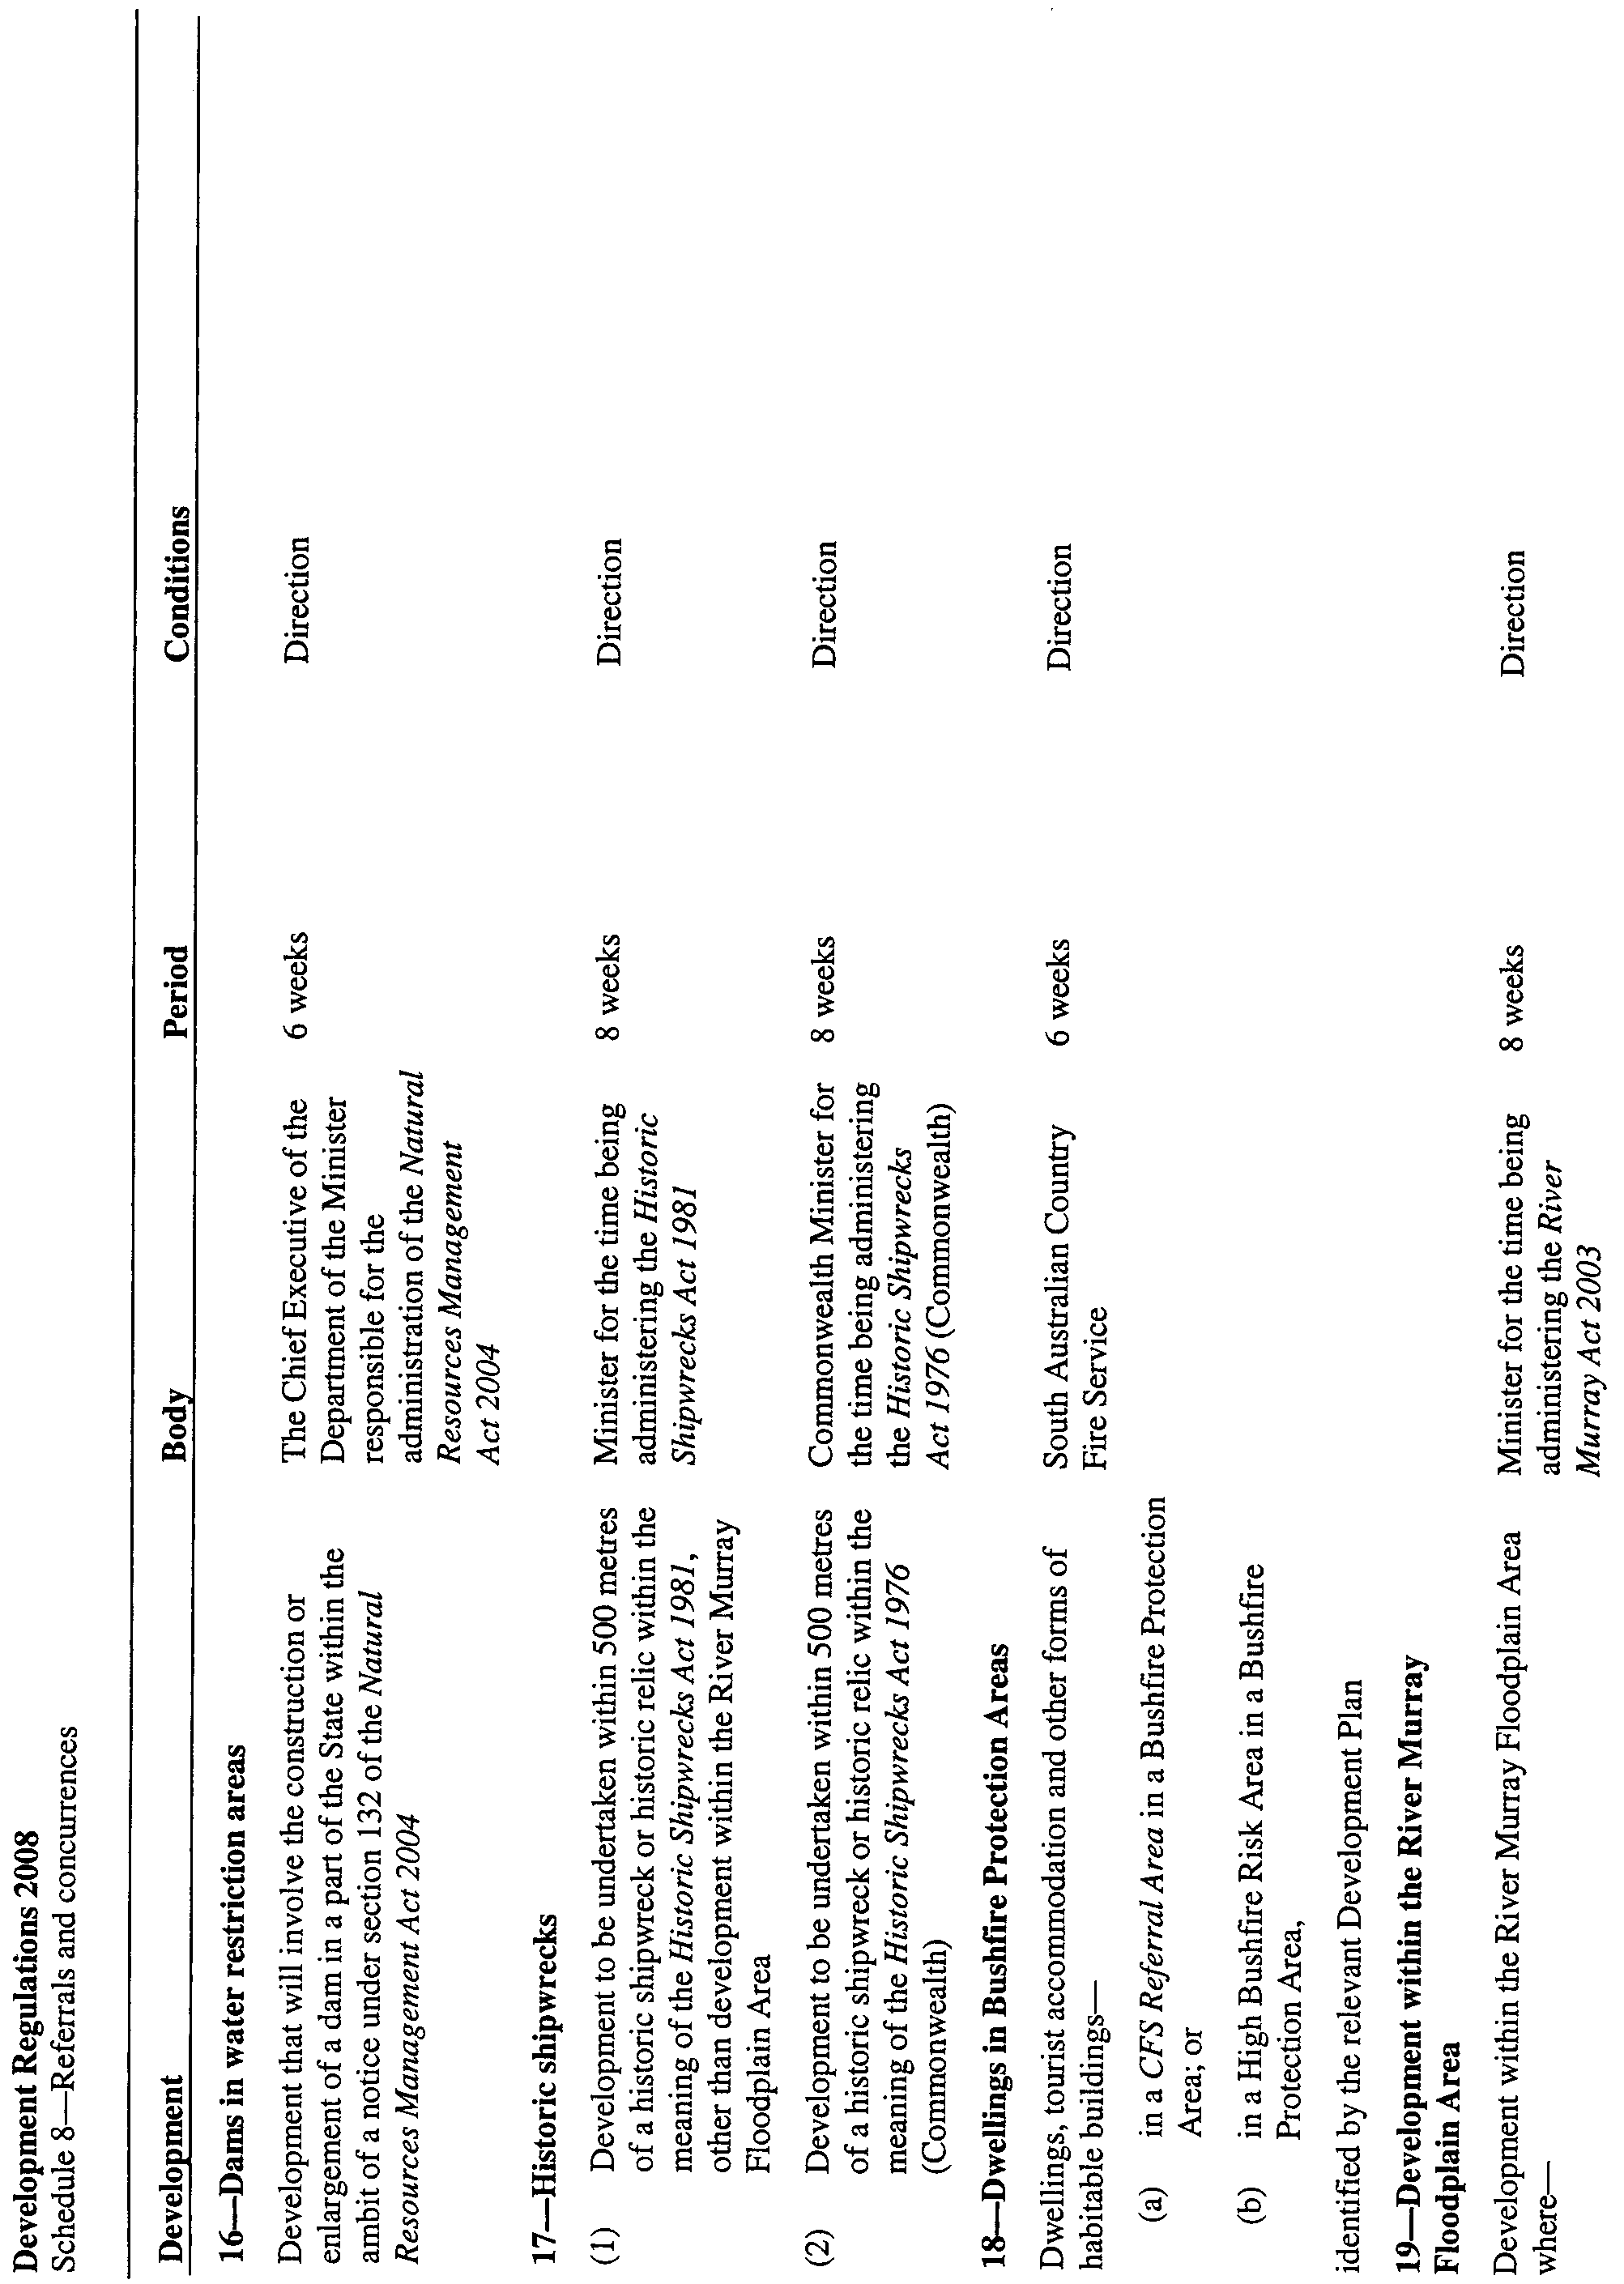 Development Regulations 2008
Schedule 8—Referrals and concurrences
Development Body Period Conditions
16—Dams in water restriction areas
Development that will involve the construction or The Chief Executive of the 6 weeks Direction
enlargement of a dam in a part of the State within the Department of the Minister
ambit of a notice under section 132 of the Natural responsible for the
Resources Management Act 2004 administration of the Natural
Resources Management
Act 2004
17—Historic shipwrecks
(1) Development to be undertaken within 500 metres Minister for the time being 8 weeks Direction
of a historic shipwreck or historic relic within the administering the Historic
meaning of the Historic Shipwrecks Act 1981, Shipwrecks Act 1981
other than development within the River Murray
Floodplain Area
(2) Development to be undertaken within 500 metres Commonwealth Minister for 8 weeks Direction
of a historic shipwreck or historic relic within the the time being administering
meaning of the Historic Shipwrecks Act 1976 the Historic Shipwrecks
(Commonwealth) Act 1976 (Commonwealth)
18—Dwellings in Bushfire Protection Areas
Dwellings, tourist accommodation and other forms of South Australian Country 6 weeks Direction
habitable buildings— Fire Service
(a) in a CFS Referral Area in a Bushfire Protection
Area; or
(b) in a High Bushfire Risk Area in a Bushfire
Protection Area,
identified by the relevant Development Plan
19—Development within the River Murray
Floodplain Area
Development within the River Murray Floodplain Area Minister for the time being 8 weeks Direction
where— administering the River
Murray Act 2003